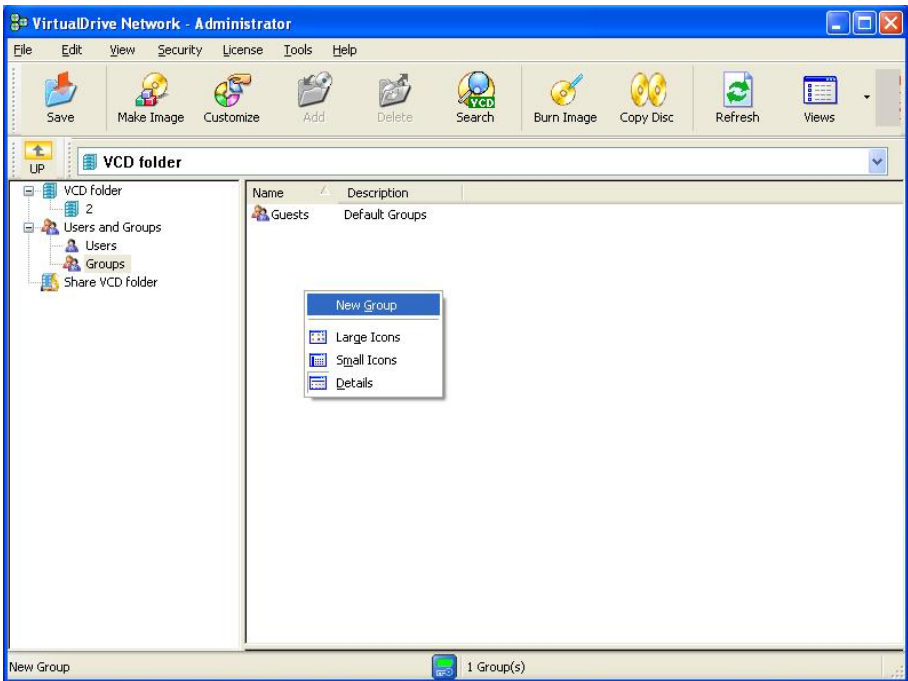 VirtualDrive Network - Administrator
File Edit View Security License Tools Help
Save Make Image Customize Add Delete Search Burn Image Copy Disc Refresh Views
VCD
UP VCD folder
VCD folder
2
Users and Groups
Users
Groups
Share VCD folder
Name Description
Guests Default Groups
New Group
Large Icons
Small Icons
Details
New Group 1 Group(s)